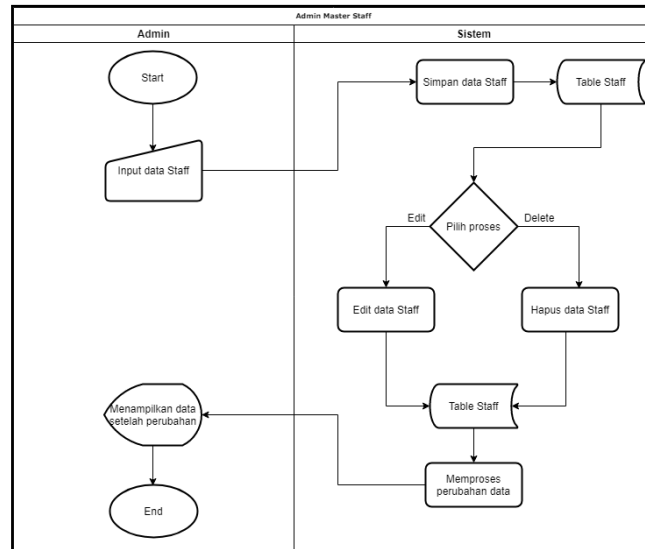 Admin Master Staff
Admin
Sistem
Start
Simpan data Staff
Table Staff
Input data Staff
Edit
Pilih proses
Delete
Edit data Staff
Hapus data Staff
Menampilkan data
setelah perubahan
Table Staff
Memproses
perubahan data
End